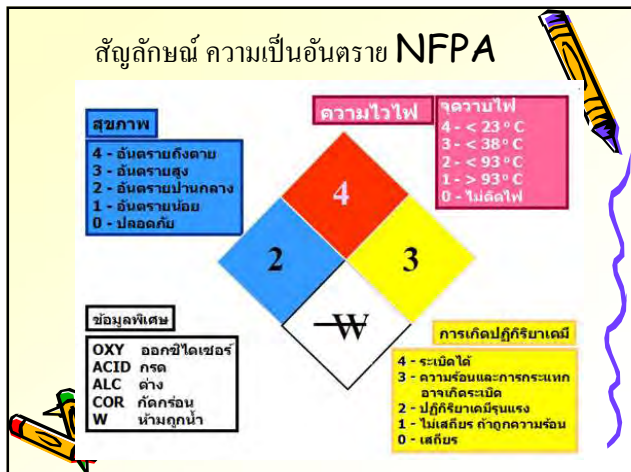 สัญลักษณ์ ความเป็นอันตราย NFPA
สุขภาพ
4 - อันตรายถึงตาย
3 - อันตรายสูง
2 - อันตรายปานกลาง
1 - อันตรายน้อย
0 - ปลอดภัย
ความไวไฟ
จุดวาบไฟ
4 - < 23 º C
3 - < 38º C
2 - < 93 º C
1 - > 93º C
0 - ไม่ติดไฟ
4
2
3
W
ข้อมูลพิเศษ
OXY ออกซิไดเซอร์
ACID กรด
ALC ด่าง
COR กัดกร่อน
W ห้ามถูกน้ำ
การเกิดปฏิกิริยาเคมี
4 - ระเบิดได้
3 - ความร้อนและการกระแทก
อาจเกิดระเบิด
2 - ปฏิกิริยาเคมีรุนแรง
1 - ไม่เสถียร ถ้าถูกความร้อน
0 - เสถียร